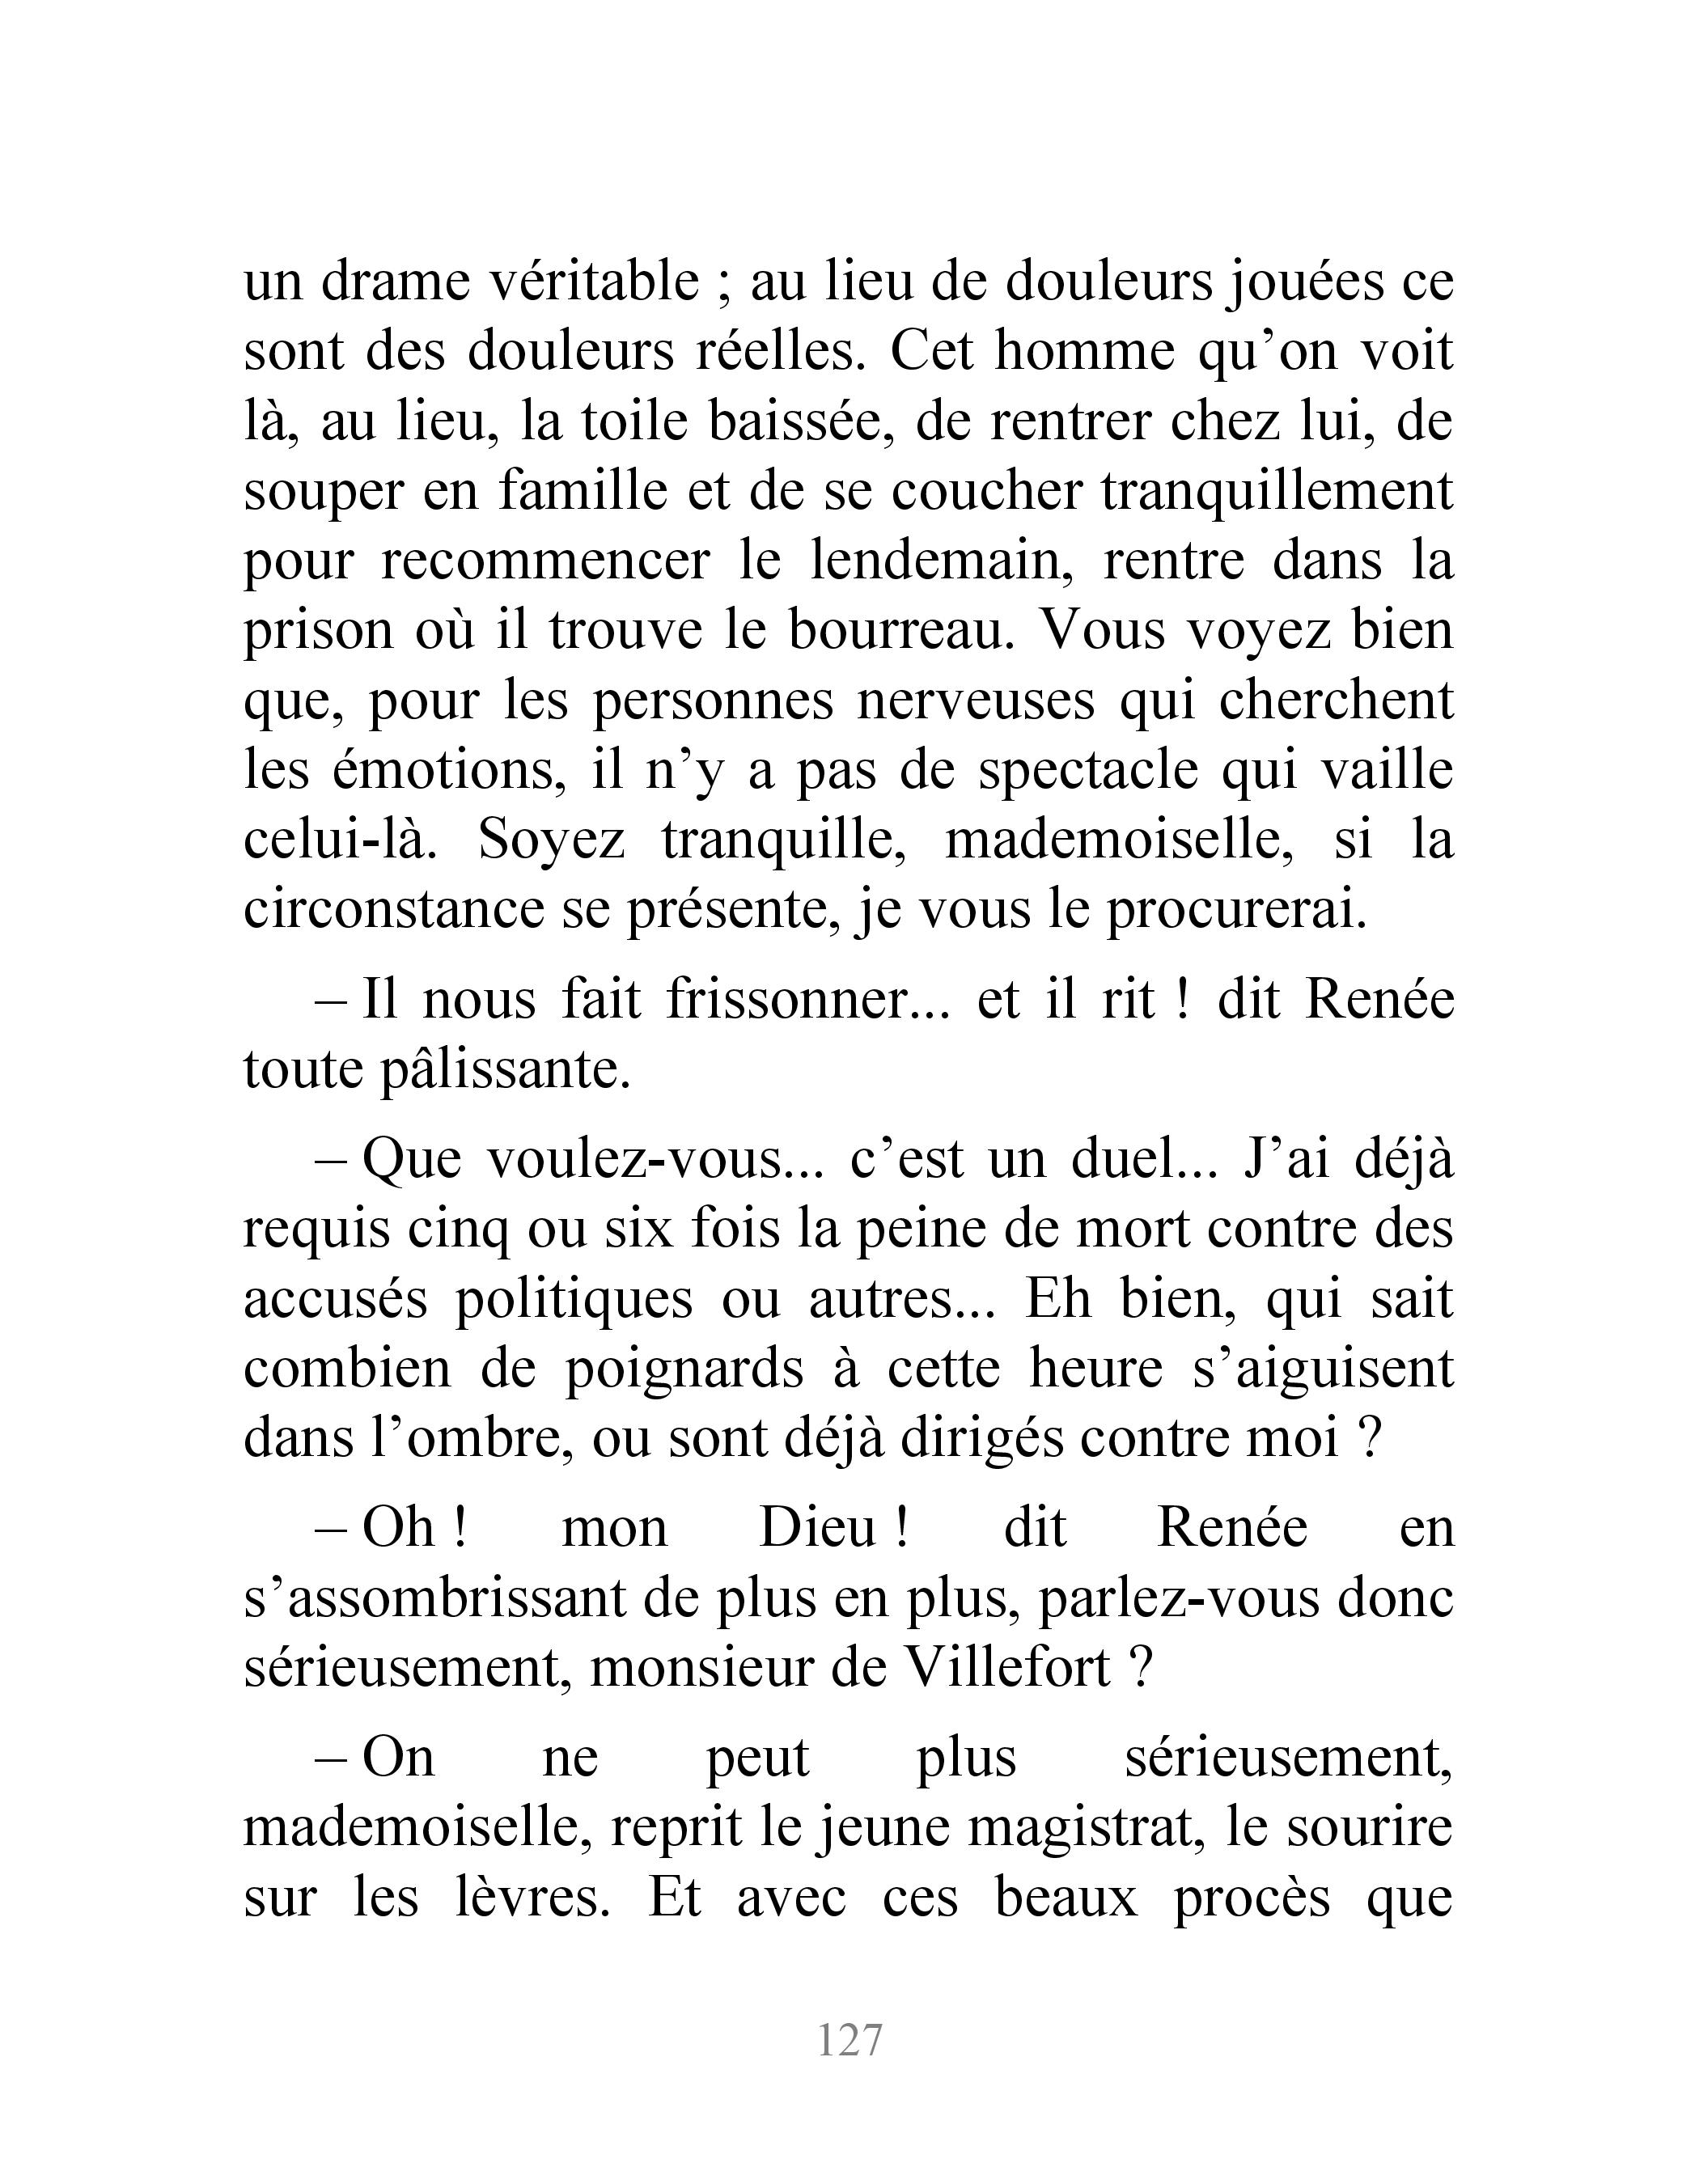 un drame véritable ; au lieu de douleurs jouées ce
sont des douleurs réelles. Cet homme qu’on voit
là, au lieu, la toile baissée, de rentrer chez lui, de
souper en famille et de se coucher tranquillement
pour recommencer le lendemain, rentre dans la
prison où il trouve le bourreau. Vous voyez bien
que, pour les personnes nerveuses qui cherchent
les émotions, il n’y a pas de spectacle qui vaille
celui-là. Soyez tranquille, mademoiselle, si la
circonstance se présente, je vous le procurerai.
– Il nous fait frissonner... et il rit ! dit Renée
toute pâlissante.
– Que voulez-vous... c’est un duel... J’ai déjà
requis cinq ou six fois la peine de mort contre des
accusés politiques ou autres... Eh bien, qui sait
combien de poignards à cette heure s’aiguisent
dans l’ombre, ou sont déjà dirigés contre moi ?
– Oh ! mon Dieu ! dit Renée en
s’assombrissant de plus en plus, parlez-vous donc
sérieusement, monsieur de Villefort ?
– On ne peut plus sérieusement,
mademoiselle, reprit le jeune magistrat, le sourire
sur les lèvres. Et avec ces beaux procès que
127